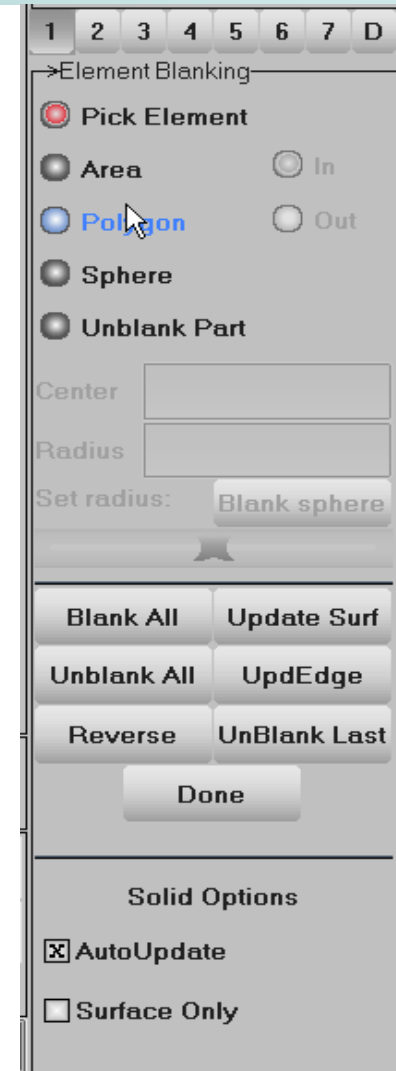 1 2 3 4 5 6 7 D
->Element Blanking
Pick Element
Area In
Polygon Out
Sphere
Unblank Part
Center
Radius
Set radius: Blank sphere
Blank All Update Surf
Unblank All UpdEdge
Reverse UnBlank Last
Done
Solid Options
AutoUpdate
Surface Only